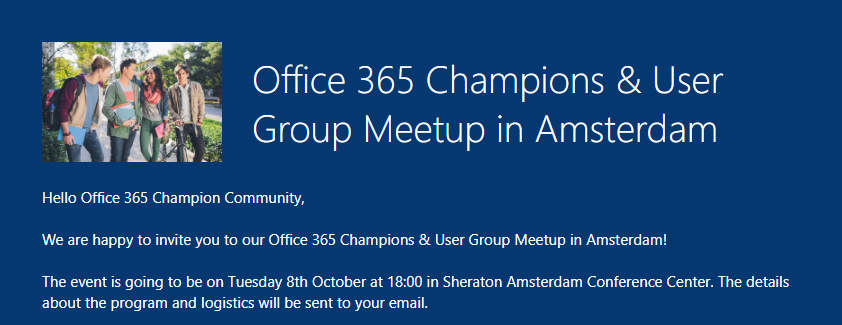 Office 365 Champions & User
Group Meetup in Amsterdam
Hello Office 365 Champion Community,
We are happy to invite you to our Office 365 Champions & User Group Meetup in Amsterdam!
The event is going to be on Tuesday 8th October at 18:00 in Sheraton Amsterdam Conference Center. The details
about the program and logistics will be sent to your email.